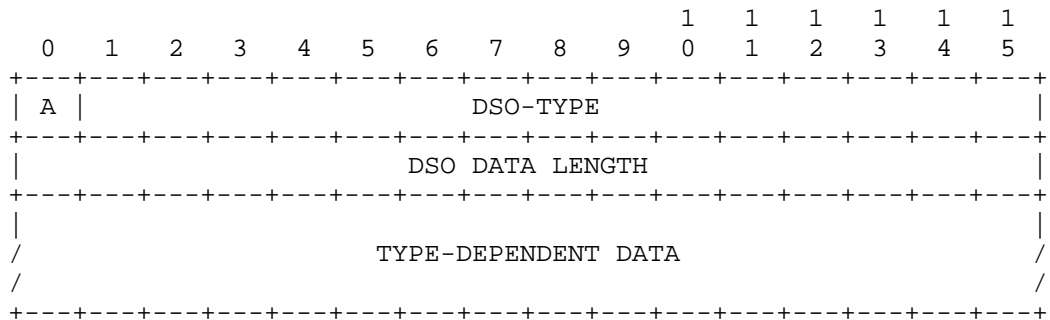 1   1   1   1   1   1
      0   1   2   3   4   5   6   7   8   9   0   1   2   3   4   5
    +---+---+---+---+---+---+---+---+---+---+---+---+---+---+---+---+
    | A |                        DSO-TYPE                           |
    +---+---+---+---+---+---+---+---+---+---+---+---+---+---+---+---+
    |                        DSO DATA LENGTH                        |
    +---+---+---+---+---+---+---+---+---+---+---+---+---+---+---+---+
    |                                                               |
    /                      TYPE-DEPENDENT DATA                      /
    /                                                               /
    +---+---+---+---+---+---+---+---+---+---+---+---+---+---+---+---+